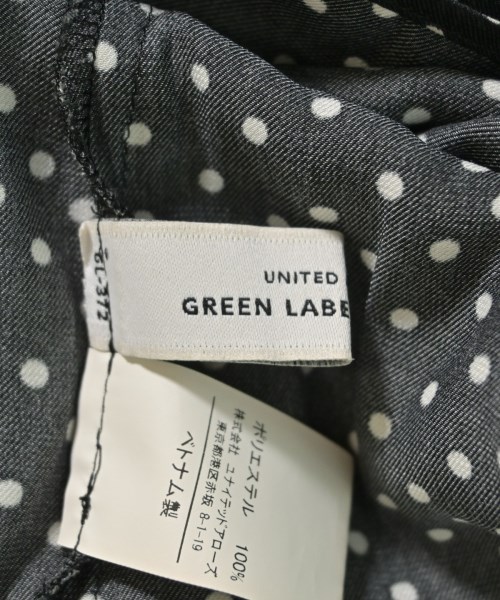 UNITED
GREEN LABE
GL-372
ポリエステル 100%
株式会社 ユナイテッドアローズ
東京都港区赤坂 8-1-19
ベトナム製